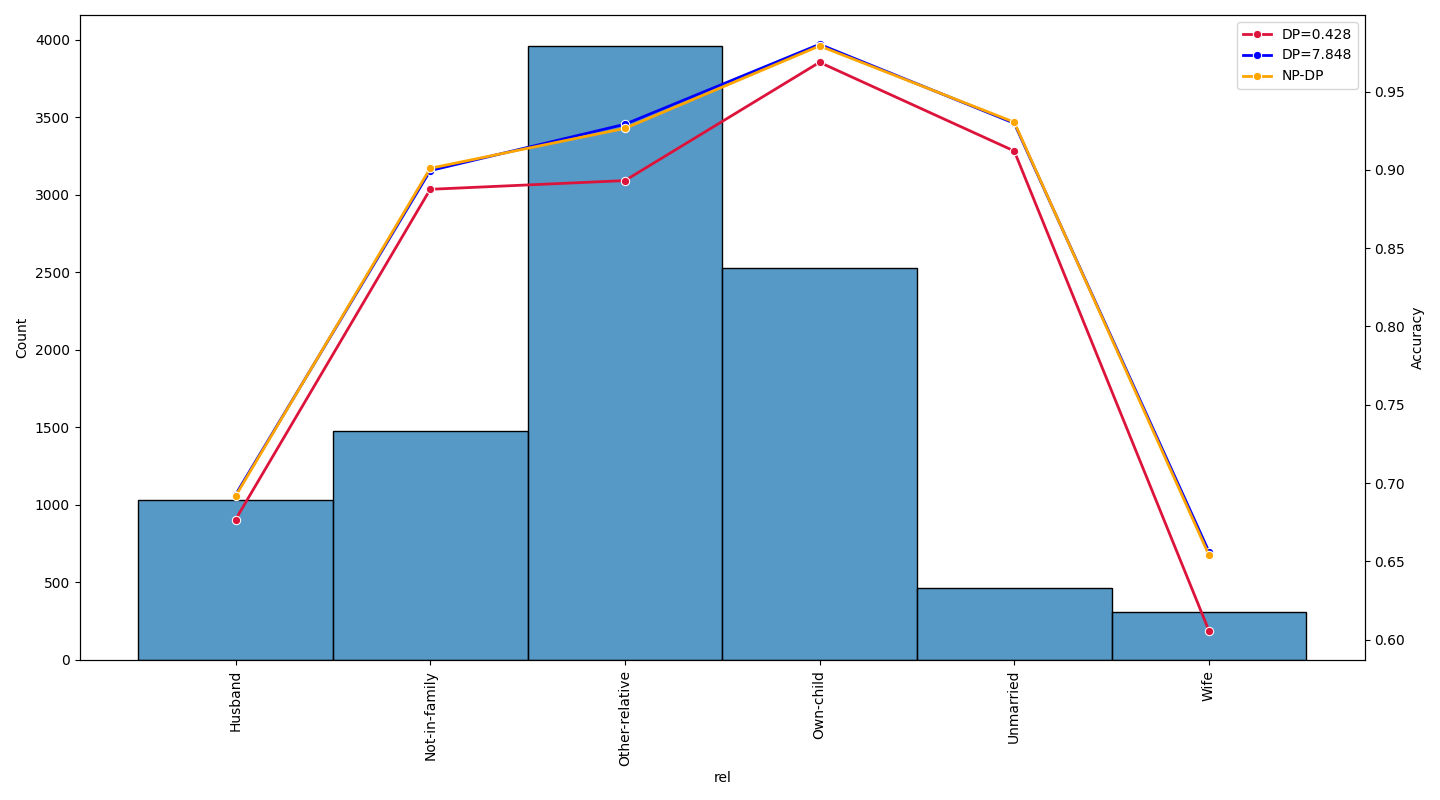 DP=0.428
DP=7.848
NP-DP
4000
3500
3000
2500
2000
1500
1000
500
0
Count
0.95
0.90
0.85
0.80
0.75
0.70
0.65
0.60
Accuracy
Husband
Not-in-family
Other-relative
Own-child
Unmarried
Wife
rel